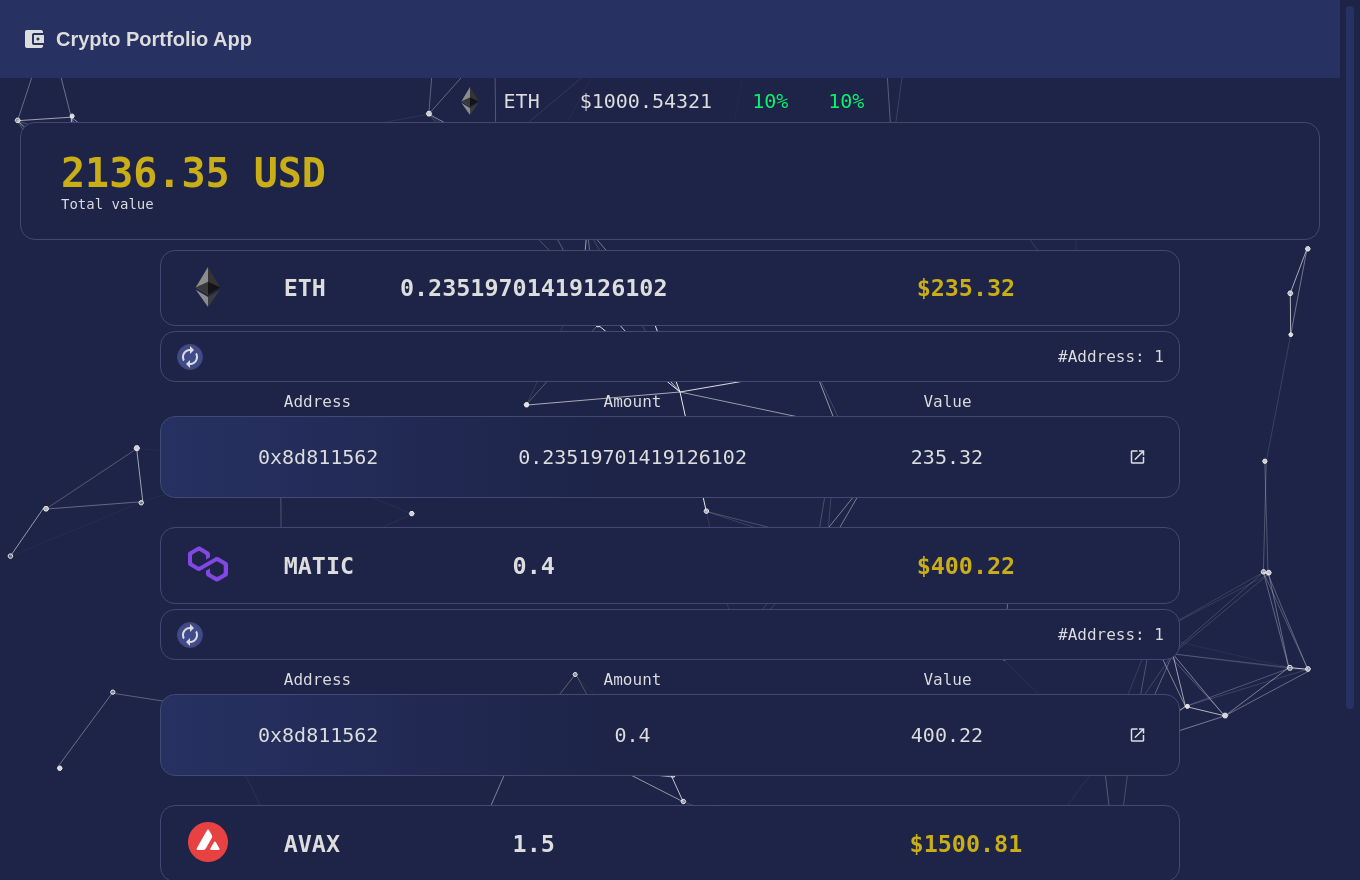 Crypto Portfolio App
ETH $1000.54321 10% 10%
2136.35 USD
Total value
ETH 0.23519701419126102 $235.32
#Address: 1
Address Amount Value
0x8d811562 0.23519701419126102 235.32
MATIC 0.4 $400.22
#Address: 1
Address Amount Value
0x8d811562 0.4 400.22
AVAX 1.5 $1500.81